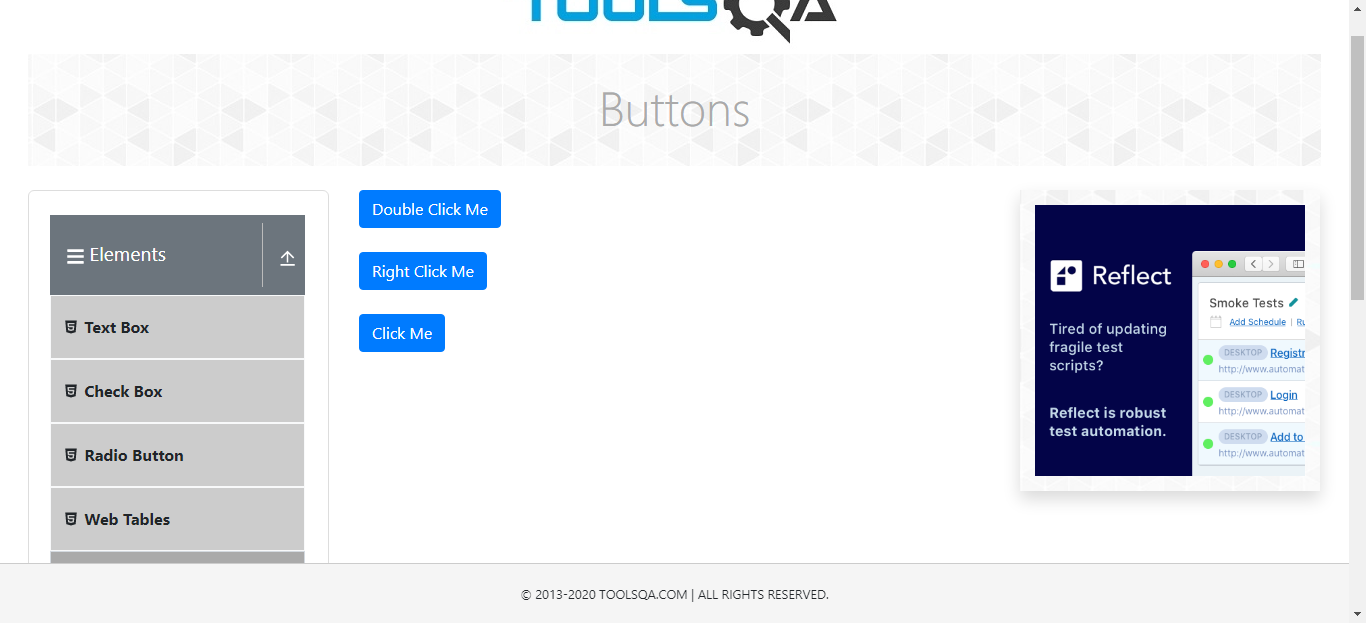 TOOLSQA
Buttons
Elements
Text Box
Check Box
Radio Button
Web Tables
Double Click Me
Right Click Me
Click Me
Reflect
Tired of updating
fragile test
scripts?
Reflect is robust
test automation.
Smoke Tests
Add Schedule | Ru
DESKTOP Registr
http://www.automat
DESKTOP Login
http://www.automat
DESKTOP Add to
http://www.automat
© 2013-2020 TOOLSQA.COM | ALL RIGHTS RESERVED.